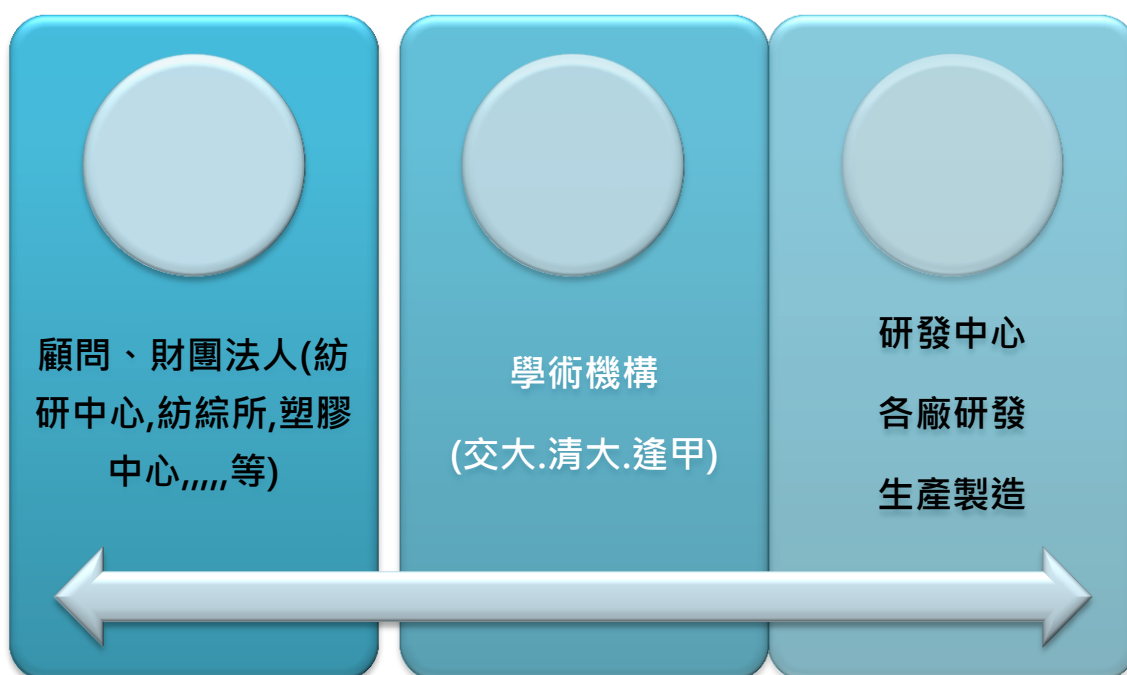 顧問、財團法人(紡
研中心,紡綜所,塑膠
中心,,,,,等)
學術機構
(交大.清大.逢甲)
研發中心
各廠研發
生產製造